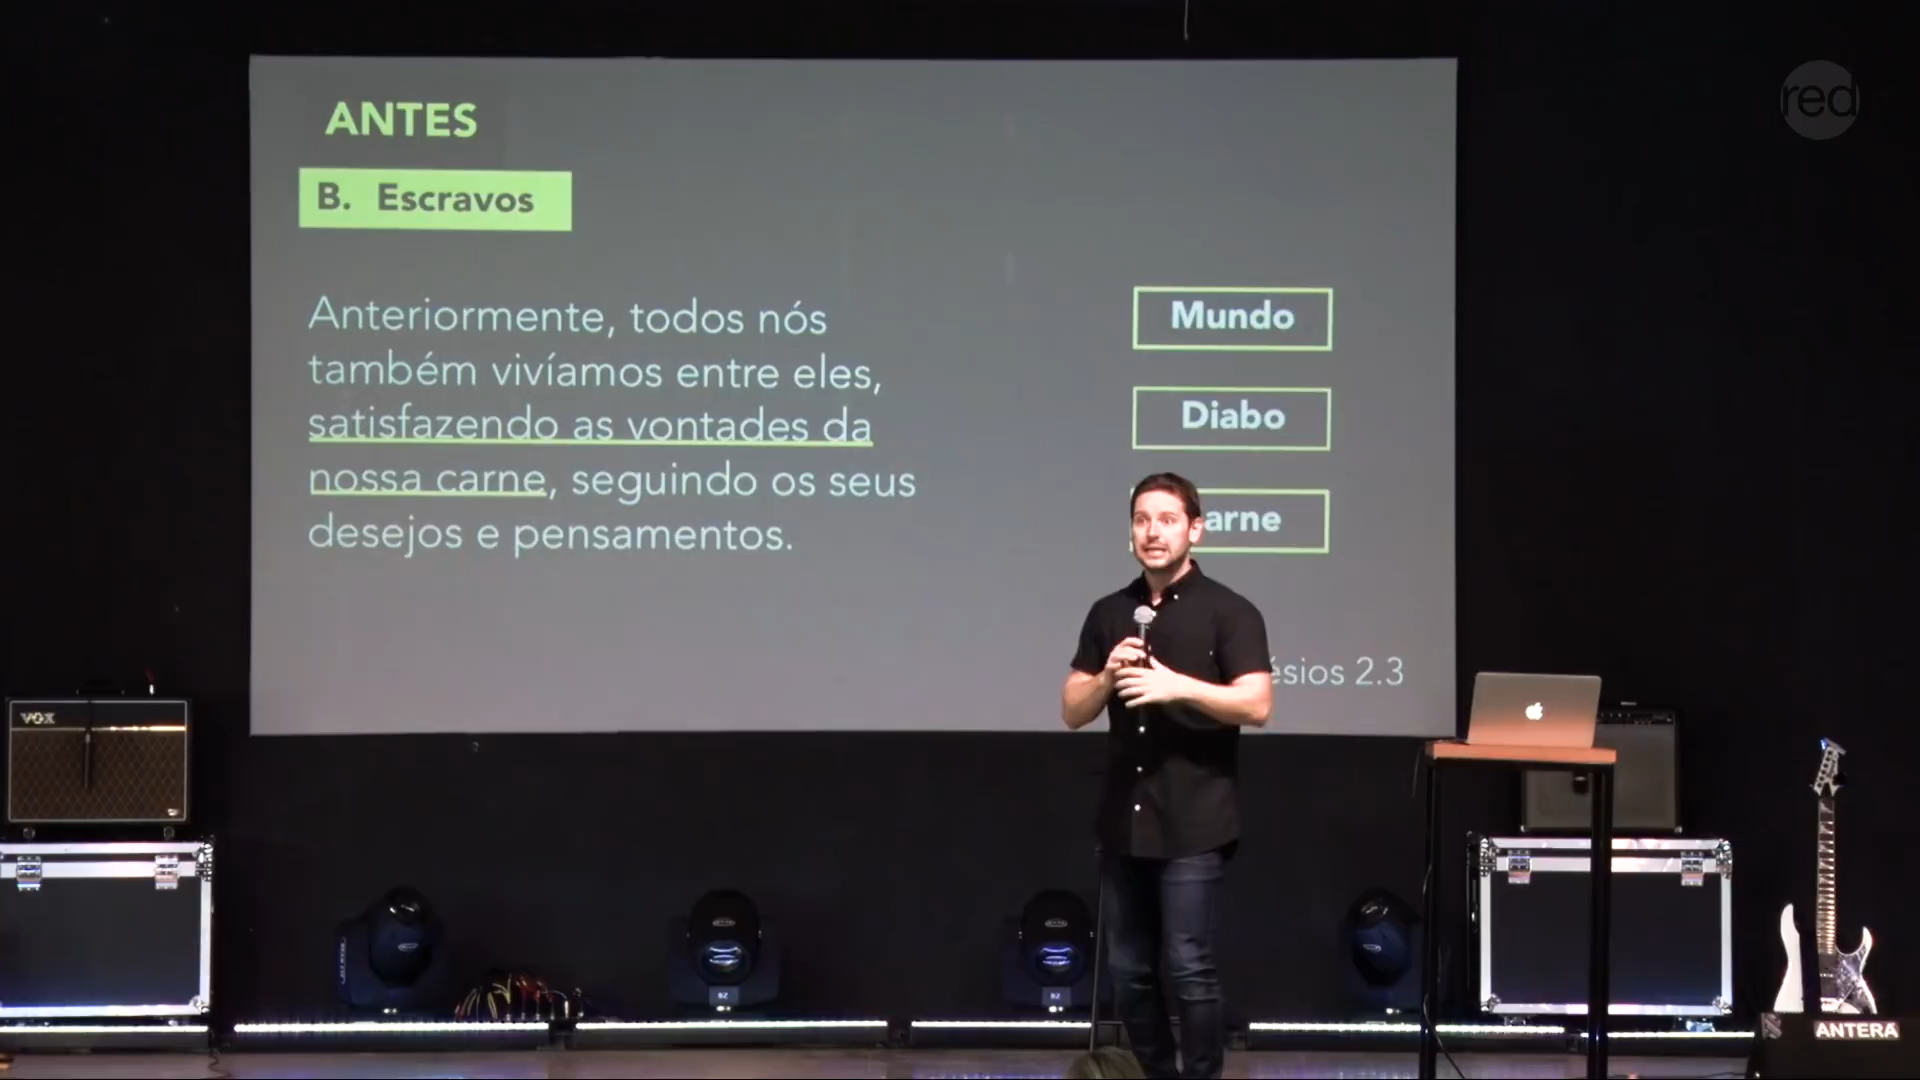 ANTES
B. Escravos
Anteriormente, todos nós
também vivíamos entre eles,
satisfazendo as vontades da
nossa carne, seguindo os seus
desejos e pensamentos.
Mundo
Diabo
arne
ésios 2.3
red
VOX
ANTERA